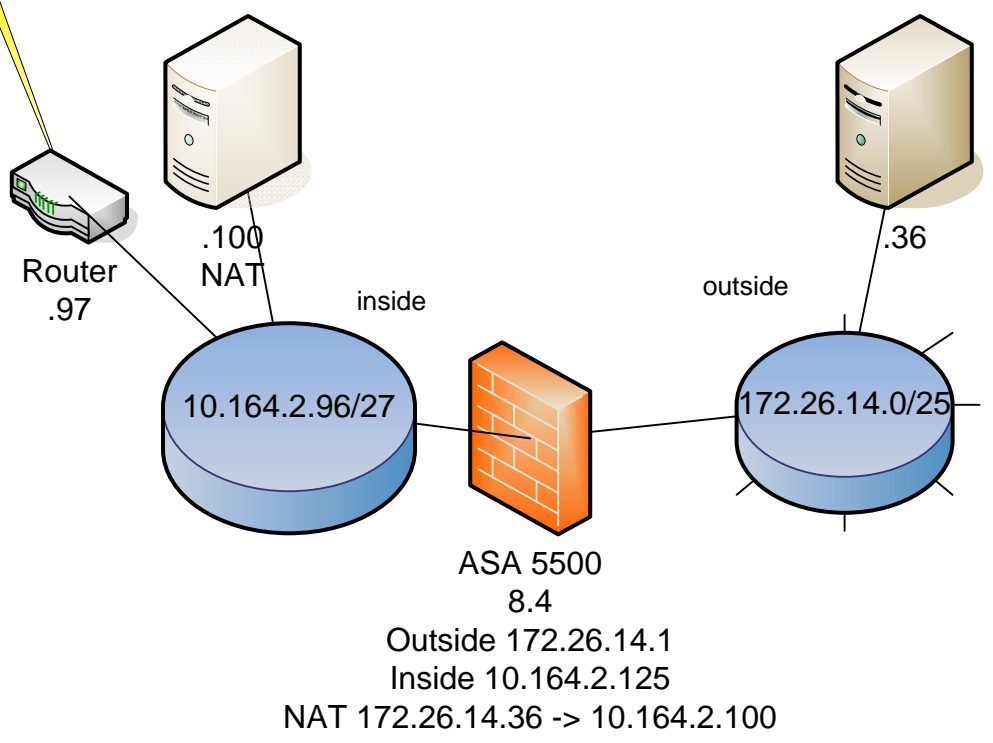 .100
NAT
.36
Router
.97
inside
outside
10.164.2.96/27
172.26.14.0/25
ASA 5500
8.4
Outside 172.26.14.1
Inside 10.164.2.125
NAT 172.26.14.36 -> 10.164.2.100